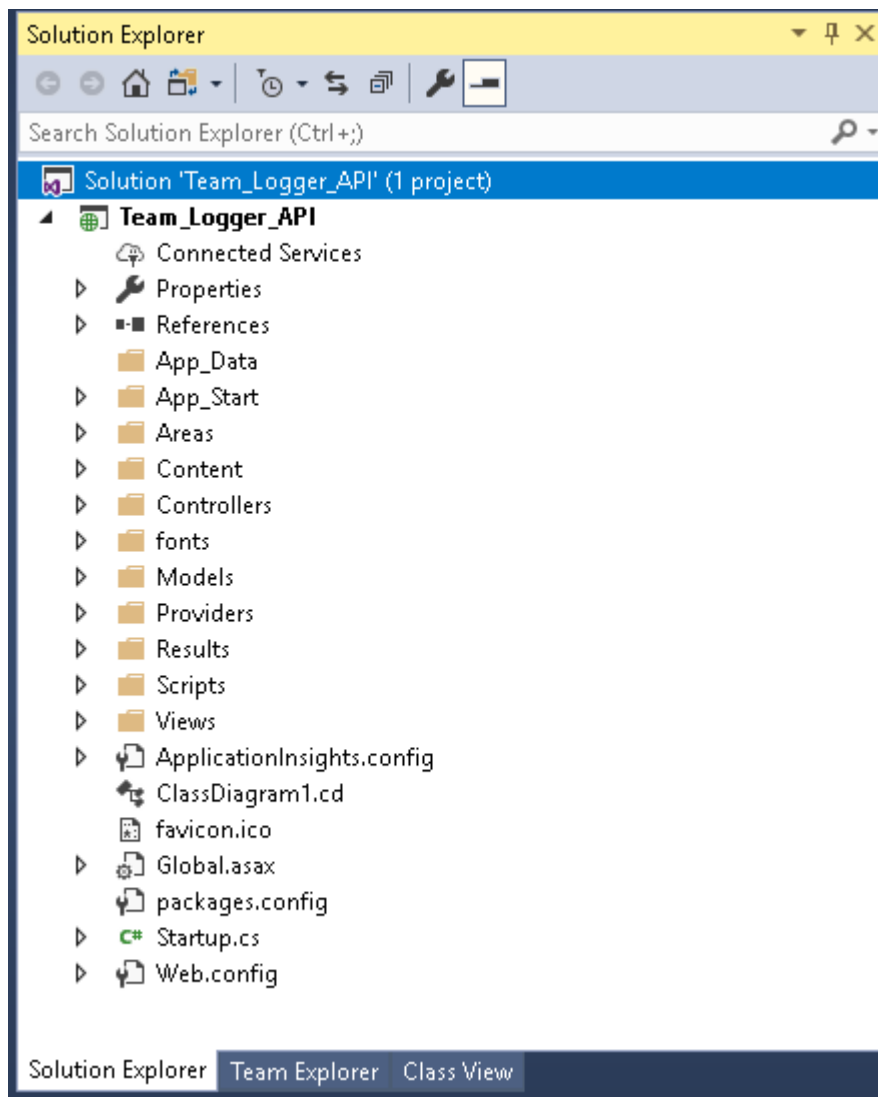 Solution Explorer
Search Solution Explorer (Ctrl+;)
Solution 'Team_Logger_API' (1 project)
Team_Logger_API
Connected Services
Properties
References
App_Data
App_Start
Areas
Content
Controllers
fonts
Models
Providers
Results
Scripts
Views
ApplicationInsights.config
ClassDiagram1.cd
favicon.ico
Global.asax
packages.config
C# Startup.cs
Web.config
Solution Explorer Team Explorer Class View